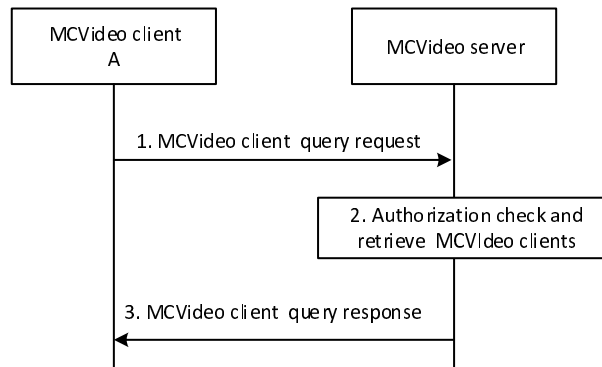 MCVideo client
A
MCVideo server
1. MCVideo client query request
2. Authorization check and
retrieve MCVIdeo clients
3. MCVideo client query response